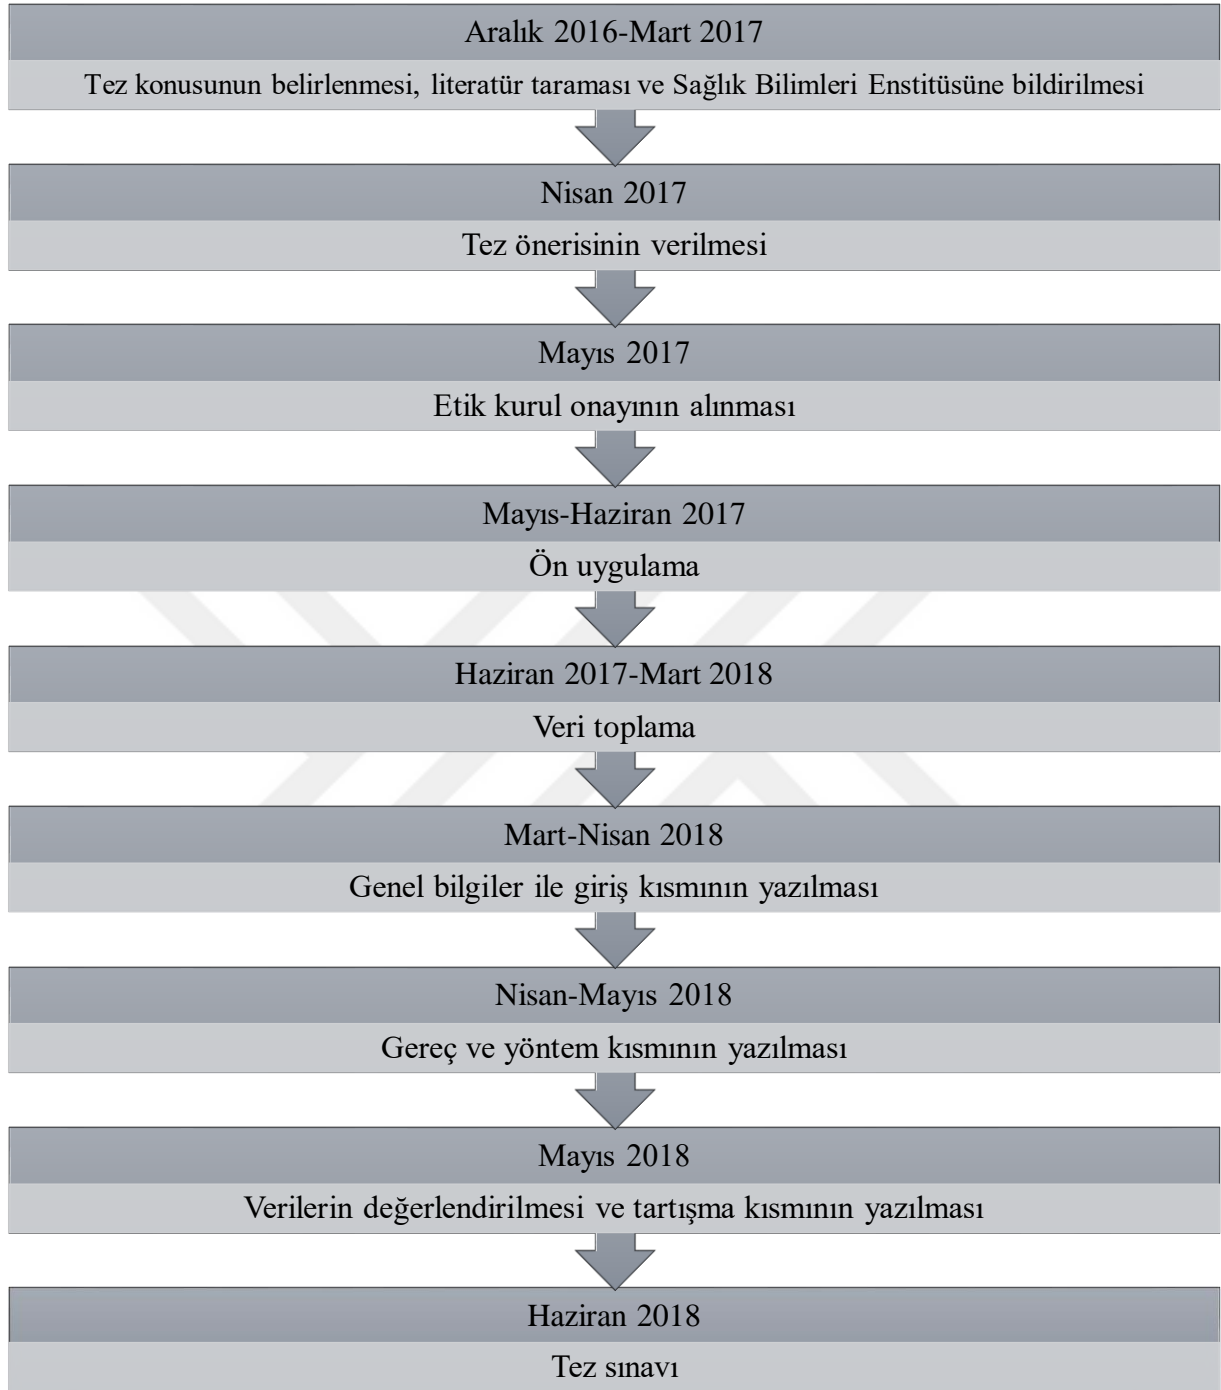 Aralık 2016-Mart 2017
Tez konusunun belirlenmesi, literatür taraması ve Sağlık Bilimleri Enstitüsüne bildirilmesi
Nisan 2017
Tez önerisinin verilmesi
Mayıs 2017
Etik kurul onayının alınması
Mayıs-Haziran 2017
Ön uygulama
Haziran 2017-Mart 2018
Veri toplama
Mart-Nisan 2018
Genel bilgiler ile giriş kısmının yazılması
Nisan-Mayıs 2018
Gereç ve yöntem kısmının yazılması
Mayıs 2018
Verilerin değerlendirilmesi ve tartışma kısmının yazılması
Haziran 2018
Tez sınavı